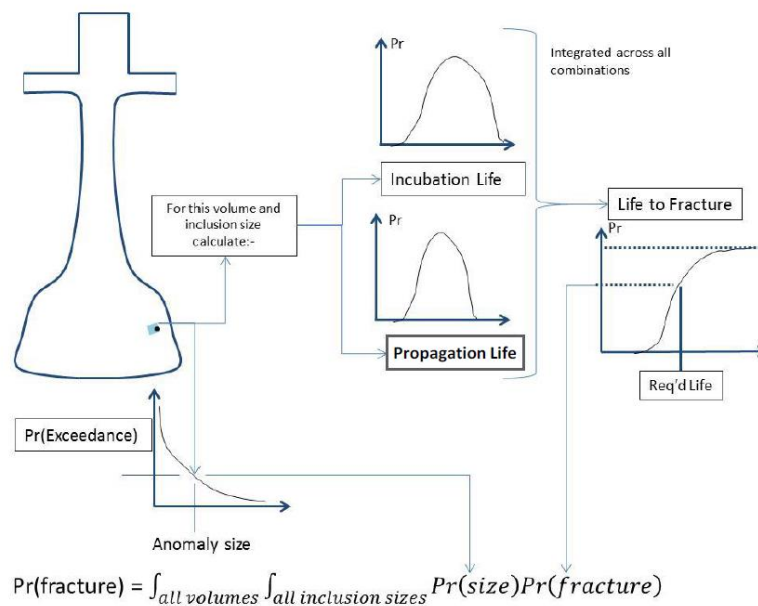 Pr
Integrated across all
combinations
Incubation Life
For this volume and
inclusion size
calculate:-
Life to Fracture
Pr
Pr
Propagation Life
Req'd Life
Pr(Exceedance)
Anomaly size
Pr(fracture) = ∫all volumes ∫all inclusion sizes Pr(size)Pr(fracture)